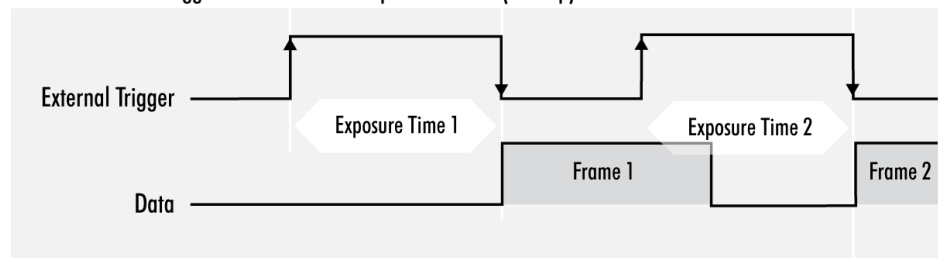 External Trigger
Exposure Time 1
Exposure Time 2
Frame 1
Frame 2
Data